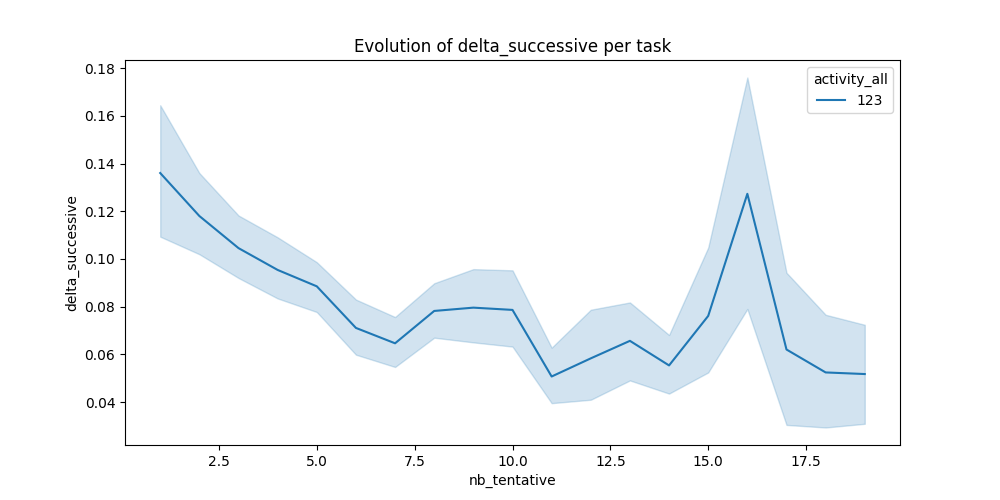 Evolution of delta_successive per task
activity_all
123
delta_successive
0.18
0.16
0.14
0.12
0.10
0.08
0.06
0.04
2.5 5.0 7.5 10.0 12.5 15.0 17.5
nb_tentative